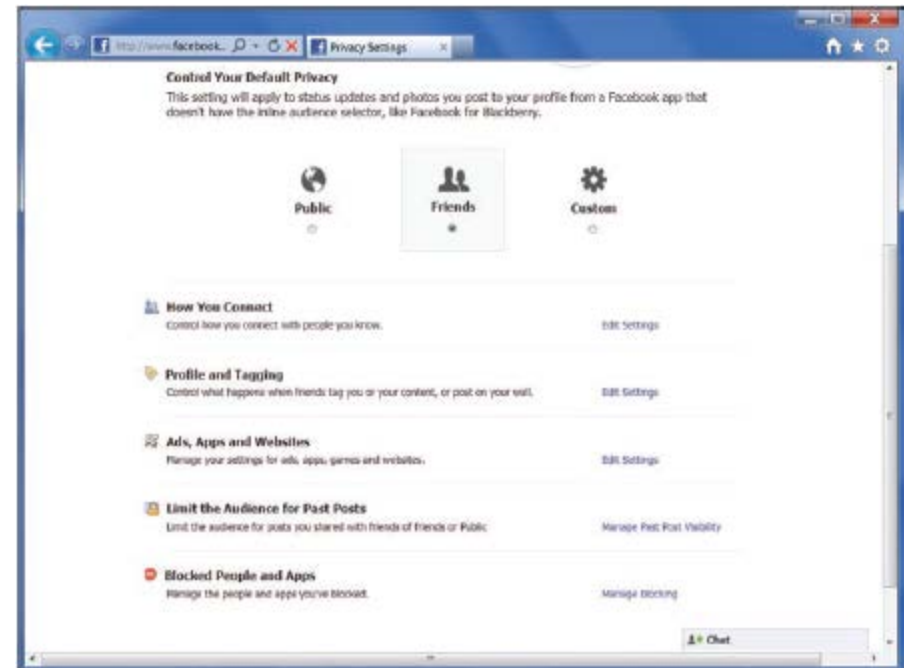 http://www.facebook... Privacy Settings
Control Your Default Privacy
This setting will apply to status updates and photos you post to your profile from a Facebook app that
doesn't have the inline audience selector, like Facebook for Blackberry.
Public
Friends
Custom
How You Connect
Control how you connect with people you know.
Edit Settings
Profile and Tagging
Control what happens when friends tag you or your content, or post on your wall.
Edit Settings
Ads, Apps and Websites
Manage your settings for ads, apps, games and websites.
Edit Settings
Limit the Audience for Past Posts
Limit the audience for posts you shared with friends of friends or Public
Manage Past Post Visibility
Blocked People and Apps
Manage the people and apps you've blocked.
Manage Blocking
Chat